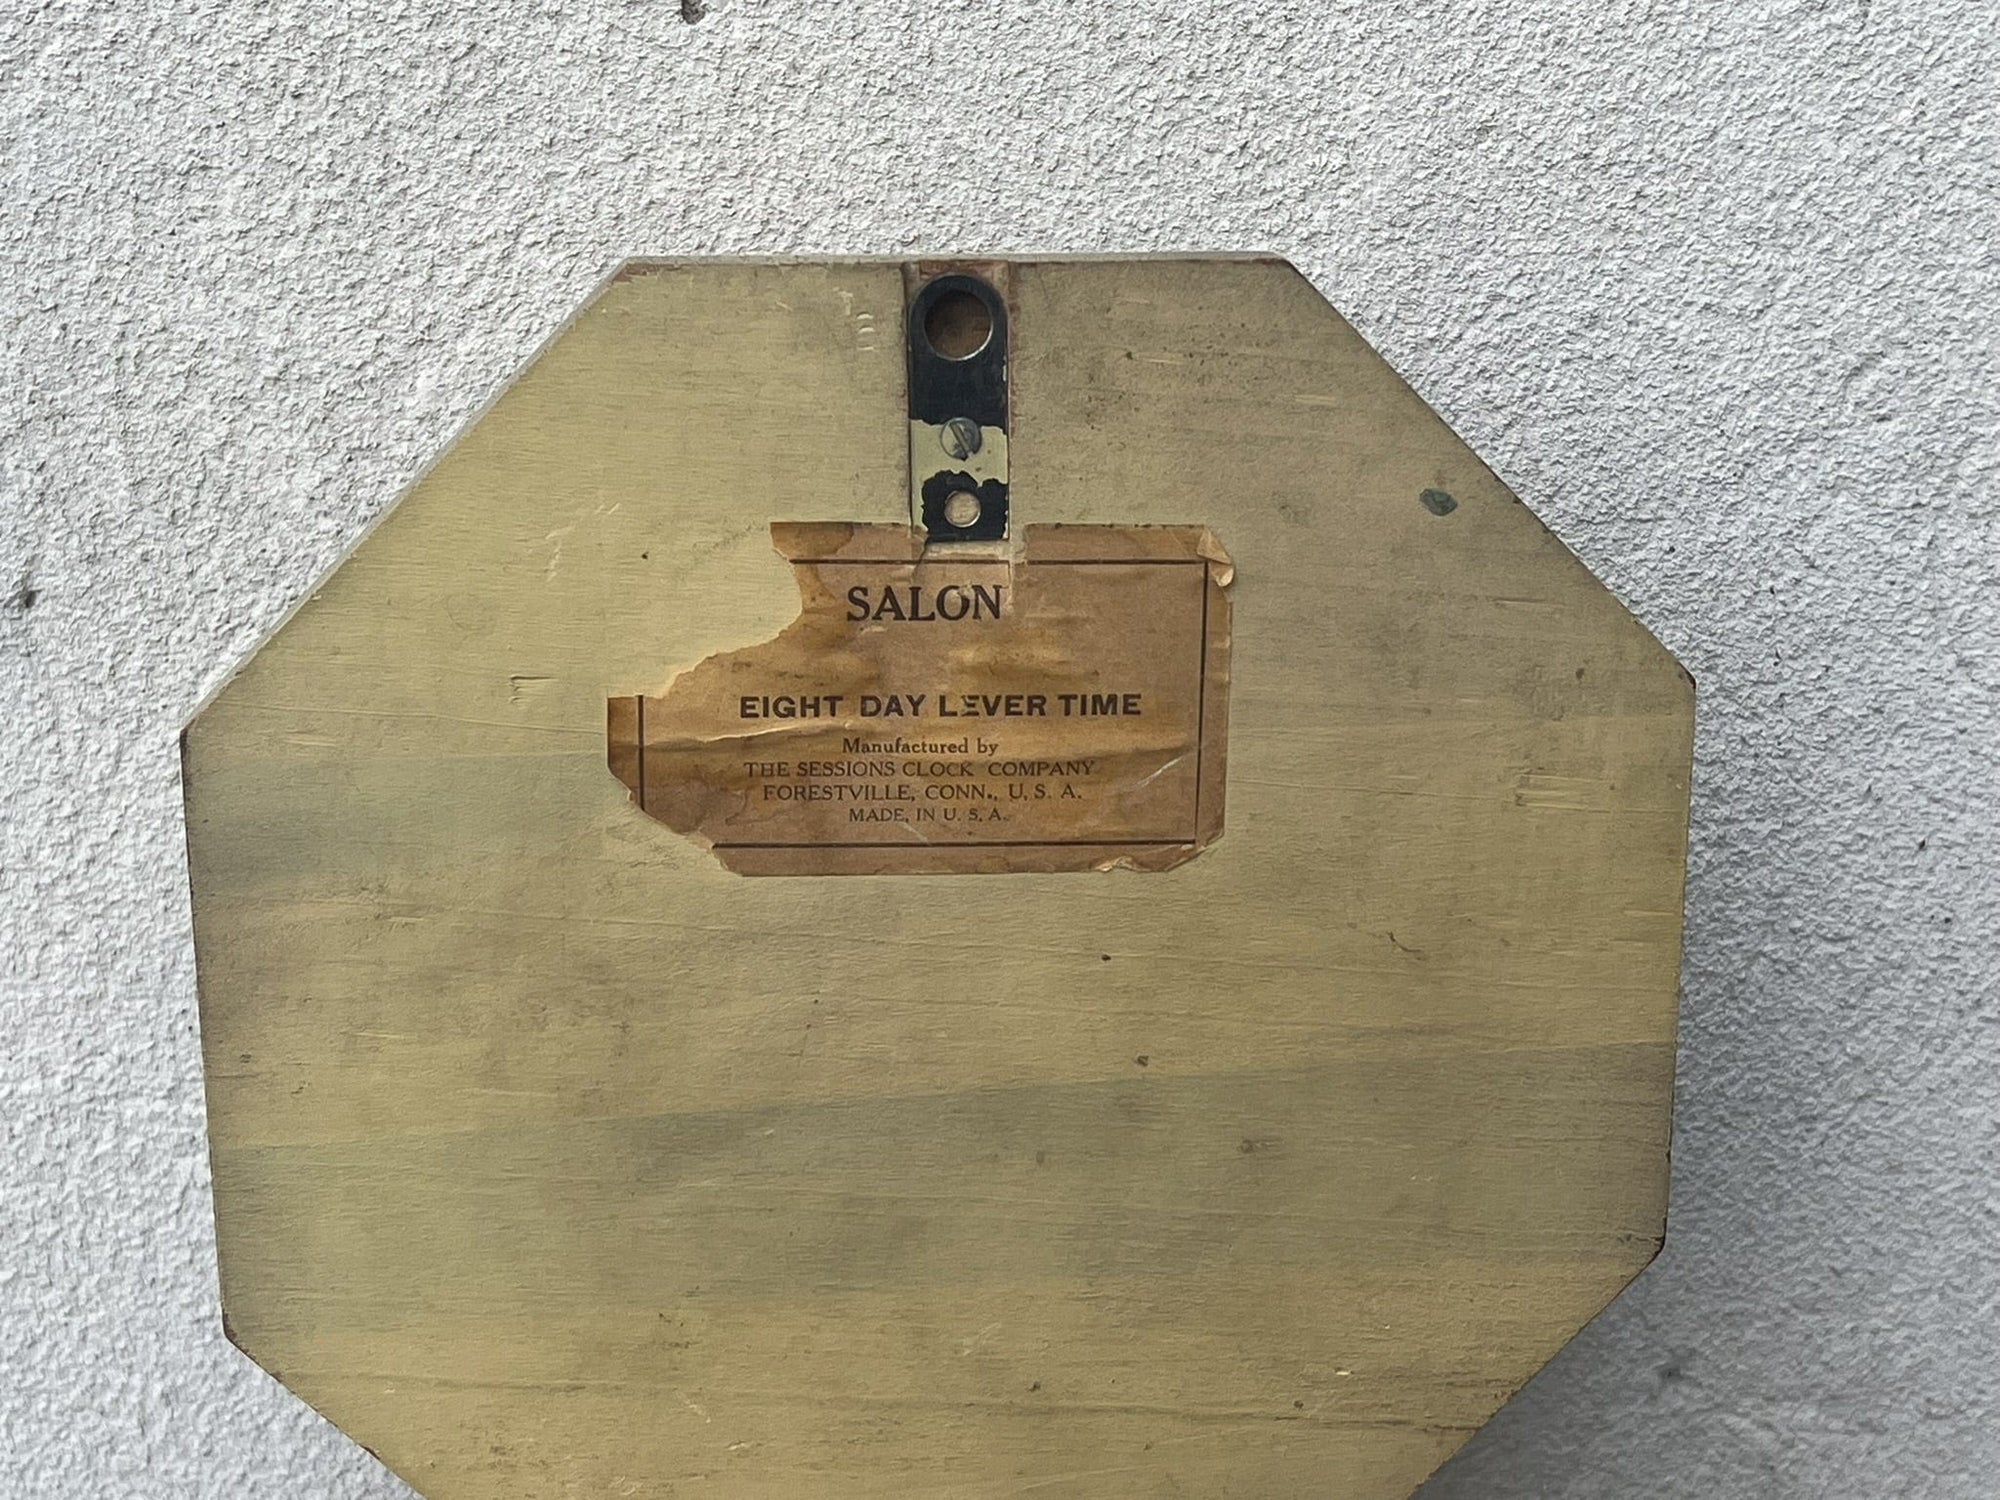 SALON
EIGHT DAY LEVER TIME
Manufactured by
THE SESSIONS CLOCK COMPANY
FORESTVILLE, CONN., U. S. A.
MADE, IN U. S. A.